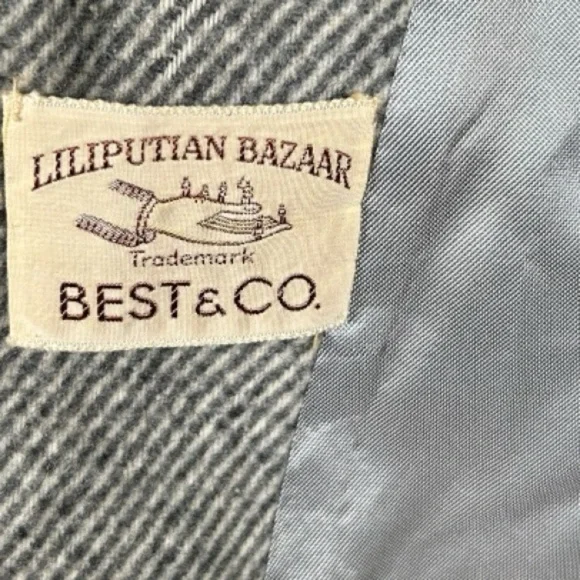 LILIPUTIAN BAZAAR
Trademark
BEST & CO.